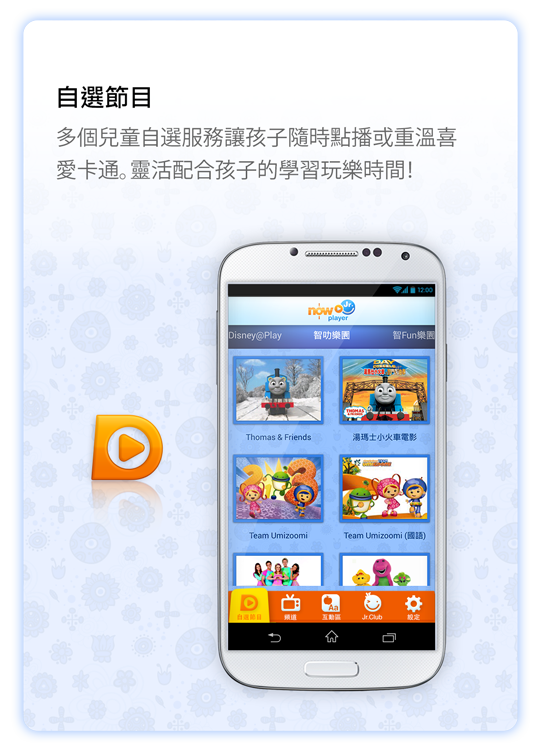 自選節目
多個兒童自選服務讓孩子隨時點播或重溫喜
愛卡通。靈活配合孩子的學習玩樂時間！
12:00
now
player
Disney@Play 智叻樂園 智Fun樂園
DAY
THOMAS & FRIENDS
Thomas & Friends 湯瑪士小火車電影
Team Umizoomi Team Umizoomi (國語)
Aa
自選節目 頻道 互動區 Jr.Club 設定